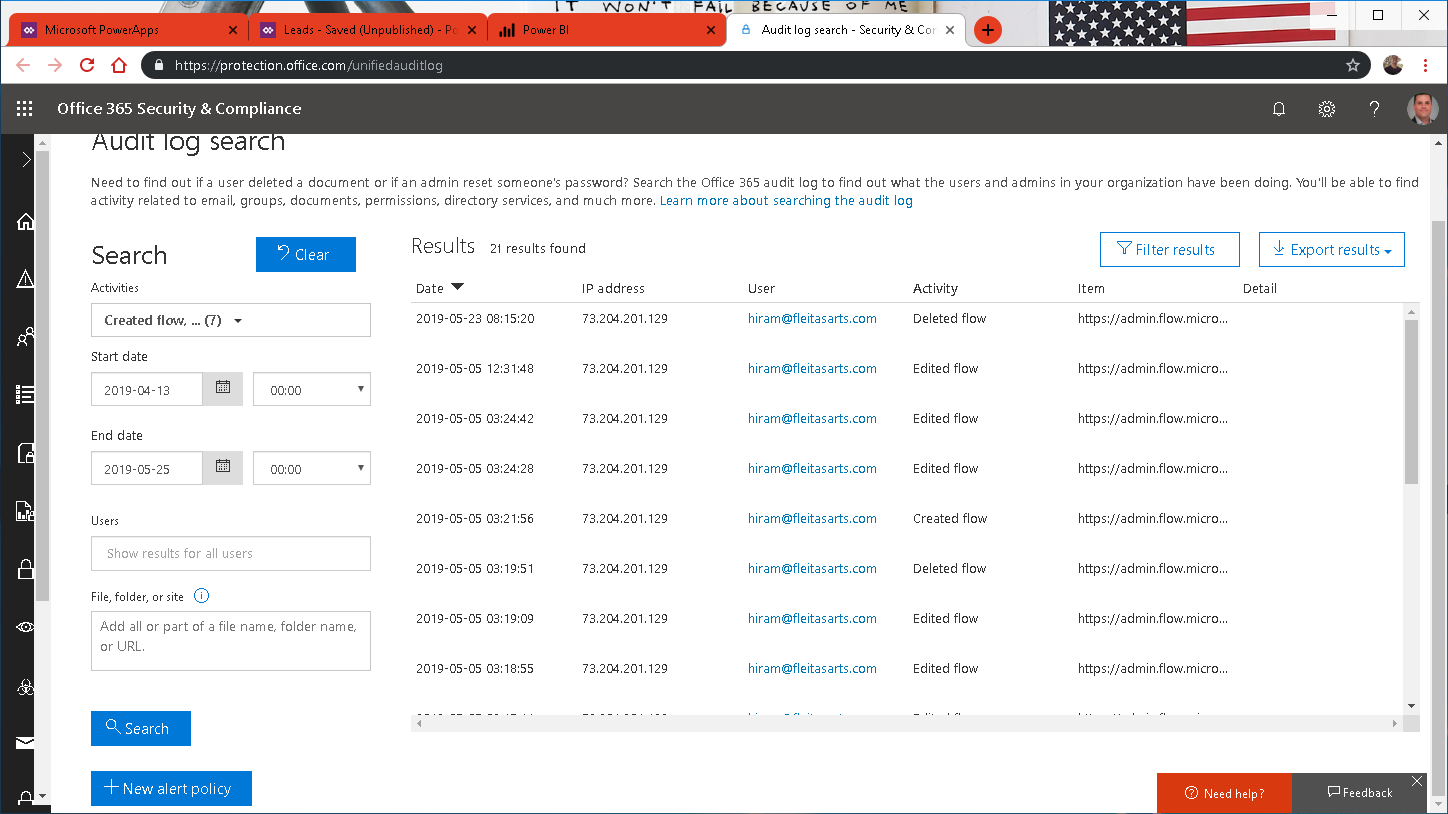 IT WON'T FAIL BECAUSE OF ME
Microsoft PowerApps
Leads - Saved (Unpublished) - Po
Power BI
Audit log search - Security & Cor
https://protection.office.com/unifiedauditlog
Office 365 Security & Compliance
Audit log search
Need to find out if a user deleted a document or if an admin reset someone's password? Search the Office 365 audit log to find out what the users and admins in your organization have been doing. You'll be able to find
activity related to email, groups, documents, permissions, directory services, and much more. Learn more about searching the audit log
Search
Clear
Activities
Created flow, ... (7)
Start date
2019-04-13 00:00
End date
2019-05-25 00:00
Users
Show results for all users
File, folder, or site
Add all or part of a file name, folder name,
or URL.
Search
New alert policy
Results 21 results found
Filter results
Export results
Date IP address User Activity Item Detail
2019-05-23 08:15:20 73.204.201.129 hiram@fleitasarts.com Deleted flow https://admin.flow.micro...
2019-05-05 12:31:48 73.204.201.129 hiram@fleitasarts.com Edited flow https://admin.flow.micro...
2019-05-05 03:24:42 73.204.201.129 hiram@fleitasarts.com Edited flow https://admin.flow.micro...
2019-05-05 03:24:28 73.204.201.129 hiram@fleitasarts.com Edited flow https://admin.flow.micro...
2019-05-05 03:21:56 73.204.201.129 hiram@fleitasarts.com Created flow https://admin.flow.micro...
2019-05-05 03:19:51 73.204.201.129 hiram@fleitasarts.com Deleted flow https://admin.flow.micro...
2019-05-05 03:19:09 73.204.201.129 hiram@fleitasarts.com Edited flow https://admin.flow.micro...
2019-05-05 03:18:55 73.204.201.129 hiram@fleitasarts.com Edited flow https://admin.flow.micro...
Need help?
Feedback